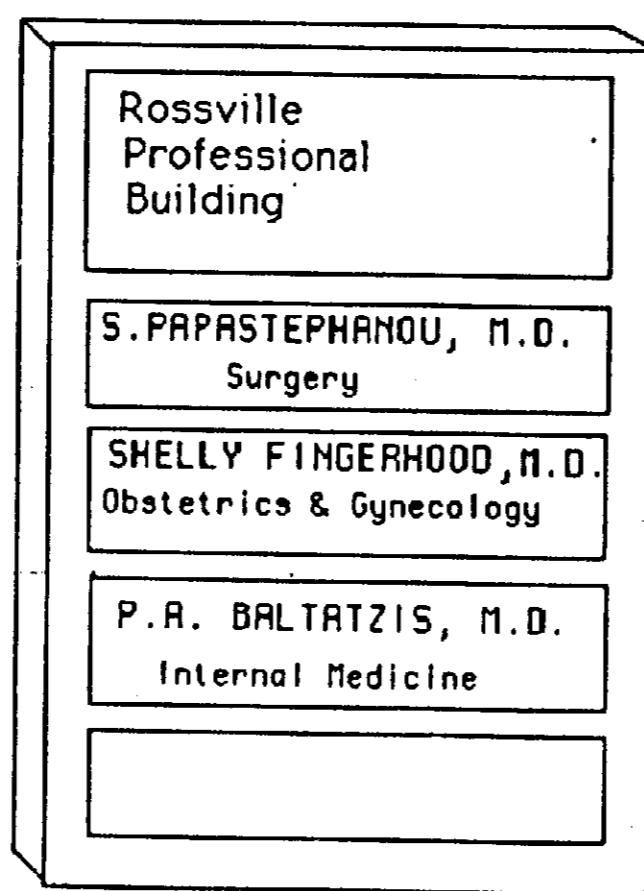 Rossville
Professional
Building
S.PAPASTEPHANOU, M.D.
Surgery
SHELLY FINGERHOOD,M.D.
Obstetrics & Gynecology
P.A. BALTATZIS, M.D.
Internal Medicine